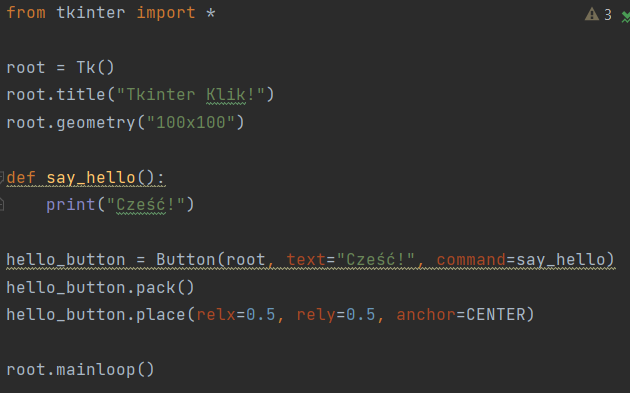 from tkinter import *
3
root = Tk()
root.title("Tkinter Klik!")
root.geometry("100x100")
def say_hello():
print("Cześć!")
hello_button = Button(root, text="Cześć!", command=say_hello)
hello_button.pack()
hello_button.place(relx=0.5, rely=0.5, anchor=CENTER)
root.mainloop()